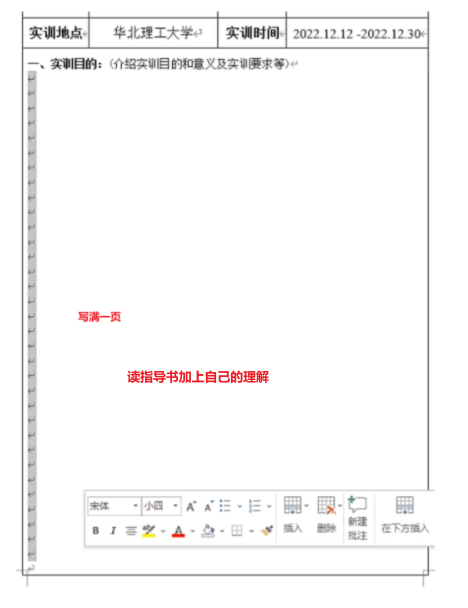 实训地点 华北理工大学 实训时间 2022.12.12 -2022.12.30
一、实训目的：（介绍实训目的和意义及实训要求等）
写满一页
读指导书加上自己的理解
宋体 小四 A A
B I A 插入 删除 新建批注 在下方插入